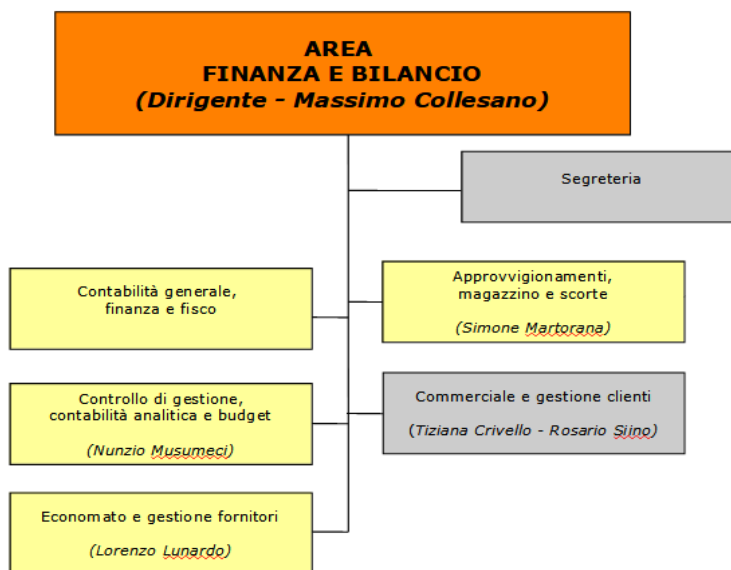 AREA
FINANZA E BILANCIO
(Dirigente - Massimo Collesano)
Segreteria
Contabilità generale,
finanza e fisco
Approvvigionamenti,
magazzino e scorte
(Simone Martorana)
Controllo di gestione,
contabilità analitica e budget
(Nunzio Musumeci)
Commerciale e gestione clienti
(Tiziana Crivello - Rosario Siino)
Economato e gestione fornitori
(Lorenzo Lunardo)